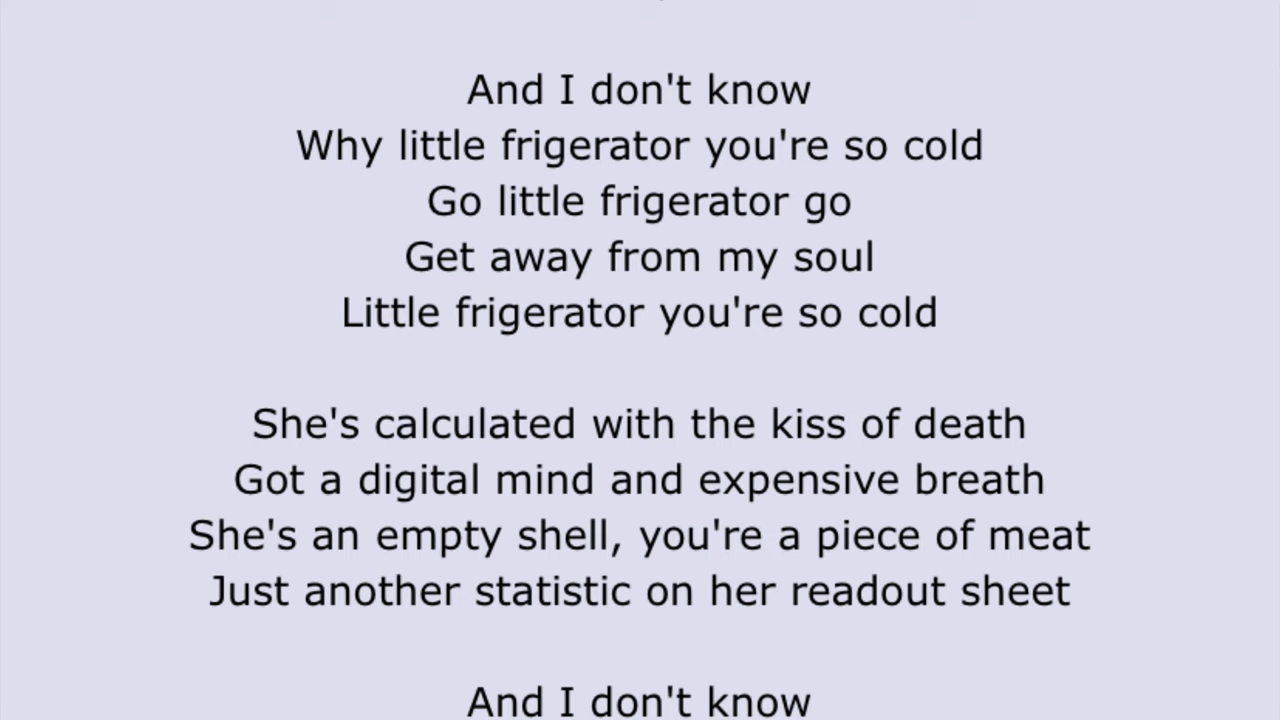 And I don't know
Why little frigerator you're so cold
Go little frigerator go
Get away from my soul
Little frigerator you're so cold
She's calculated with the kiss of death
Got a digital mind and expensive breath
She's an empty shell, you're a piece of meat
Just another statistic on her readout sheet
And I don't know